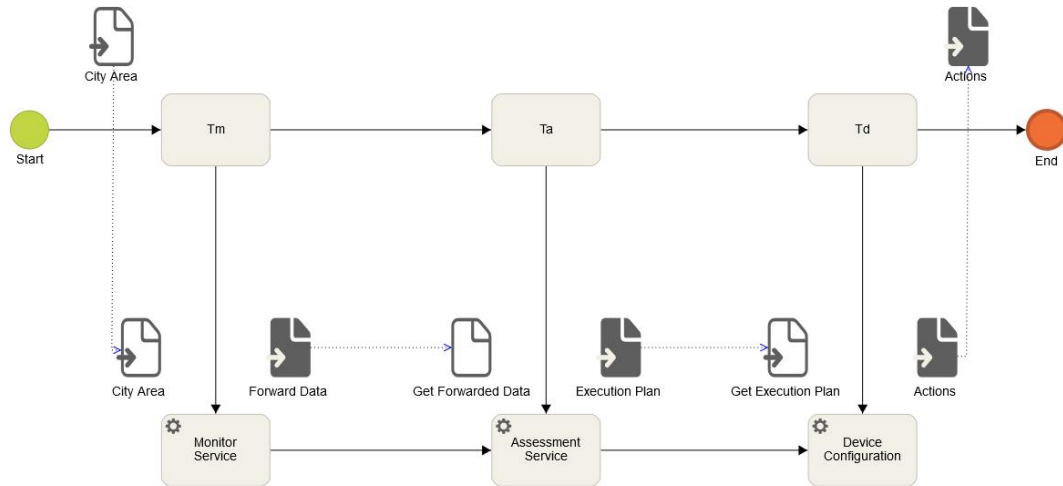 City Area
Actions
Tm
Ta
Td
Start
End
City Area
Forward Data
Get Forwarded Data
Execution Plan
Get Execution Plan
Actions
Monitor
Service
Assessment
Service
Device
Configuration